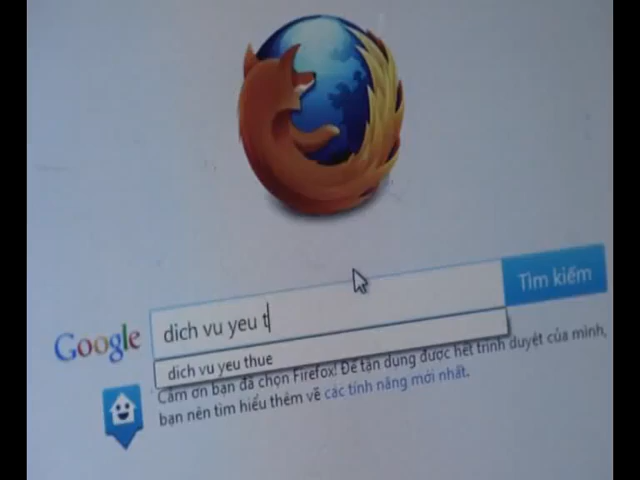 Google
dich vu yeu t
Tìm kiếm
dich vu yeu thue
Cảm ơn bạn đã chọn Firefox! Để tận dụng được hết trình duyệt của mình,
bạn nên tìm hiểu thêm về các tính năng mới nhất.